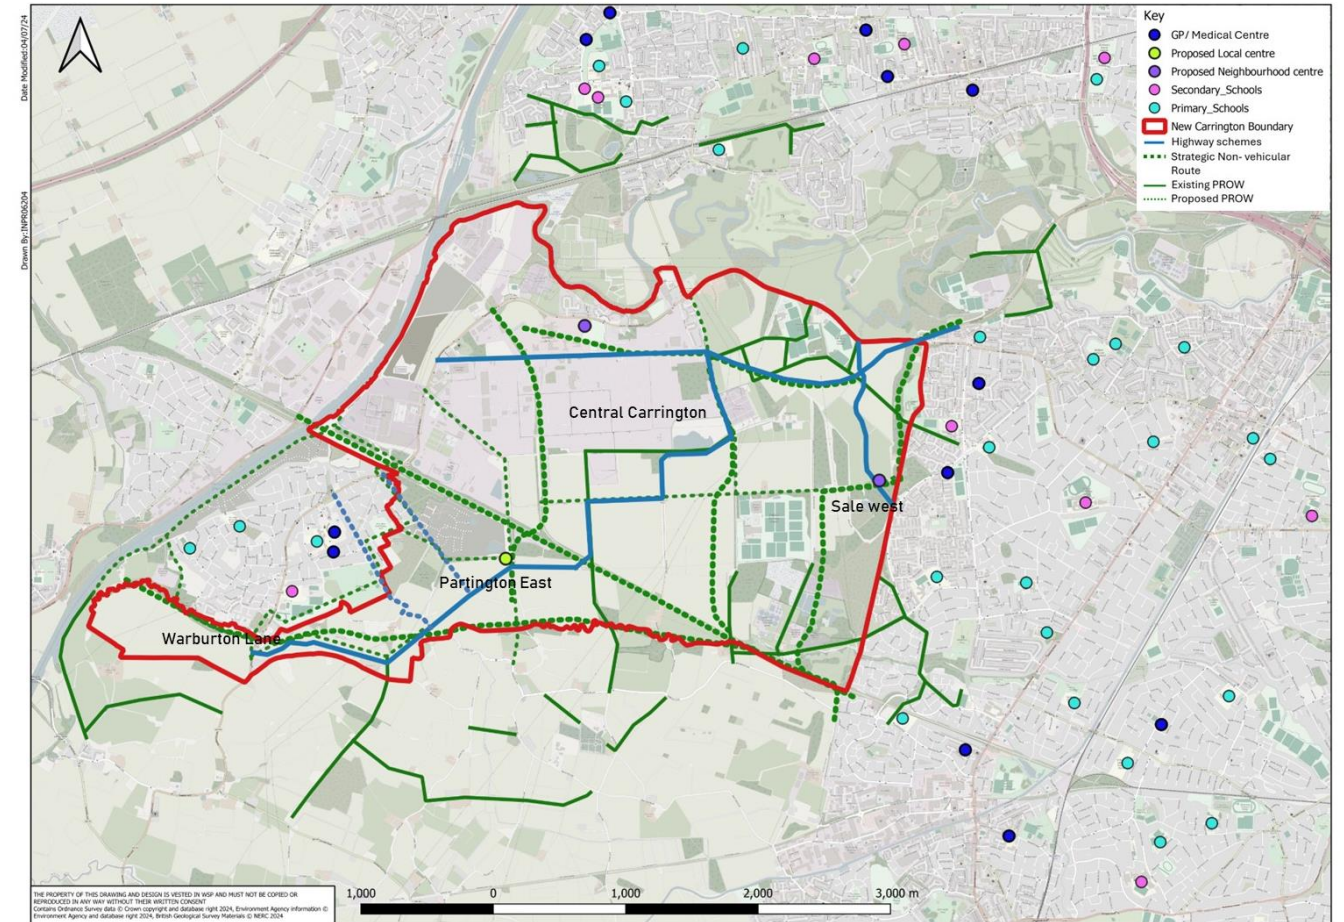 Date Modified:04/07/24
Drawn By:INPR06204
Key
GP/ Medical Centre
Proposed Local centre
Proposed Neighbourhood centre
Secondary_Schools
Primary_Schools
New Carrington Boundary
Highway schemes
Strategic Non- vehicular
Route
Existing PROW
Proposed PROW
Central Carrington
Sale west
Partington East
Warburton Lane
THE PROPERTY OF THIS DRAWING AND DESIGN IS VESTED IN WSP AND MUST NOT BE COPIED OR
REPRODUCED IN ANY WAY WITHOUT THEIR WRITTEN CONSENT
Contains Ordnance Survey data © Crown copyright and database right 2024, Environment Agency information ©
Environment Agency and database right 2024, British Geological Survey Materials © NERC 2024
1,000 0 1,000 2,000 3,000 m